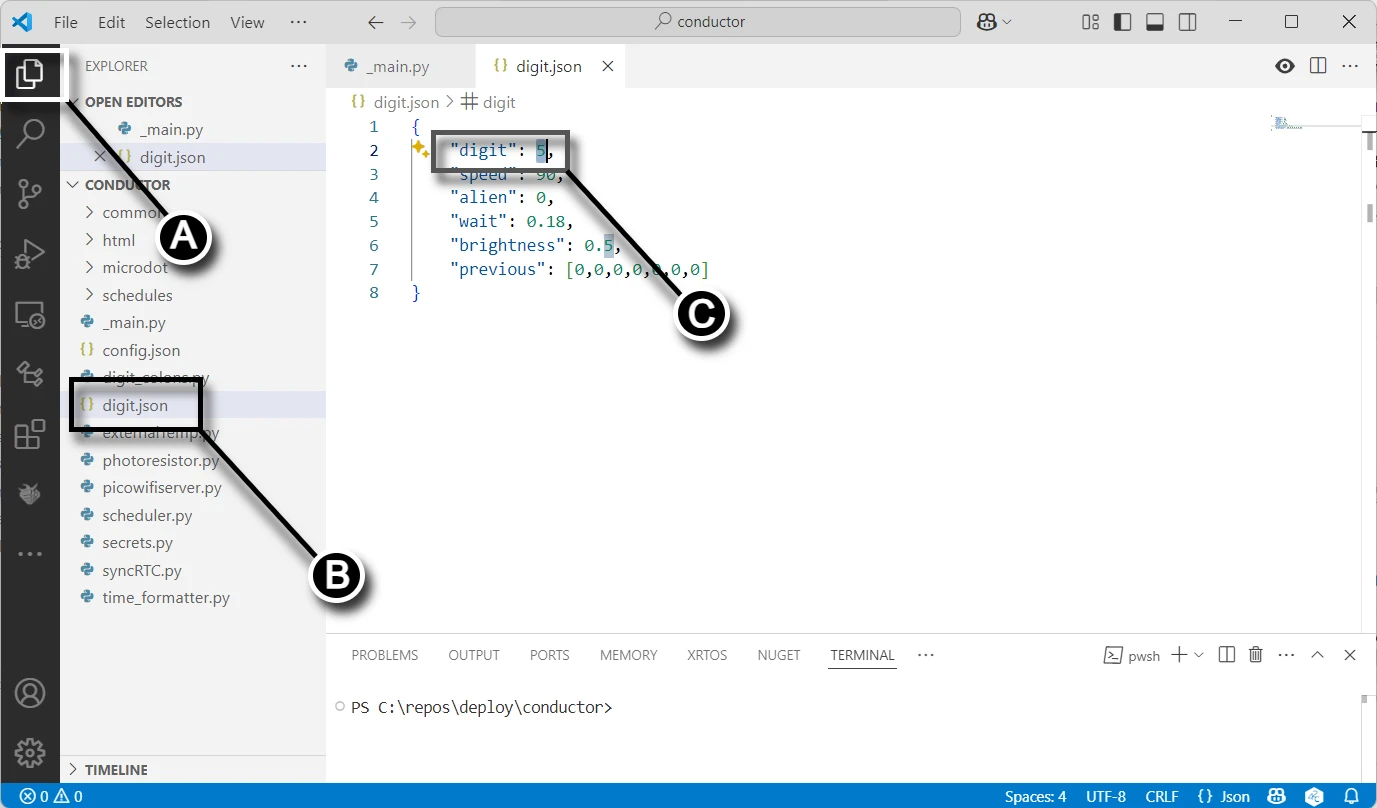 File Edit Selection View ··· conductor
EXPLORER ···
_main.py
{} digit.json
OPEN EDITORS
_main.py
{} digit.json
CONDUCTOR
common
html
microdot
schedules
_main.py
{} config.json
digit_colons.py
{} digit.json
externalTemp.py
photoresistor.py
picowifiserver.py
scheduler.py
secrets.py
syncRTC.py
time_formatter.py
TIMELINE
A
B
C
{} digit.json > # digit
1 {
2 "digit": 5,
3 "speed": 90,
4 "alien": 0,
5 "wait": 0.18,
6 "brightness": 0.5,
7 "previous": [0,0,0,0,0,0,0]
8 }
PROBLEMS OUTPUT PORTS MEMORY XRTOS NUGET TERMINAL ··· pwsh
PS C:\repos\deploy\conductor>
0 0 Spaces: 4 UTF-8 CRLF {} Json